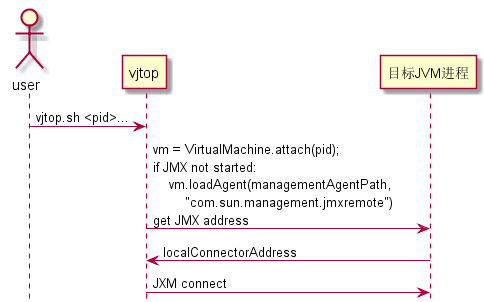 user
vjtop
目标JVM进程
vjtop.sh <pid>...
vm = VirtualMachine.attach(pid);
if JMX not started:
vm.loadAgent(managementAgentPath,
"com.sun.management.jmxremote")
get JMX address
localConnectorAddress
JXM connect